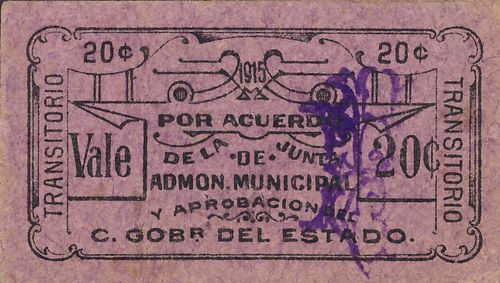 20¢ 20¢
1915
TRANSITORIO
TRANSITORIO
POR ACUERDO
Vale
20¢
DE LA JUNTA
DE
ADMON. MUNICIPAL
Y APROBACION DEL
C. GOBR. DEL ESTADO.